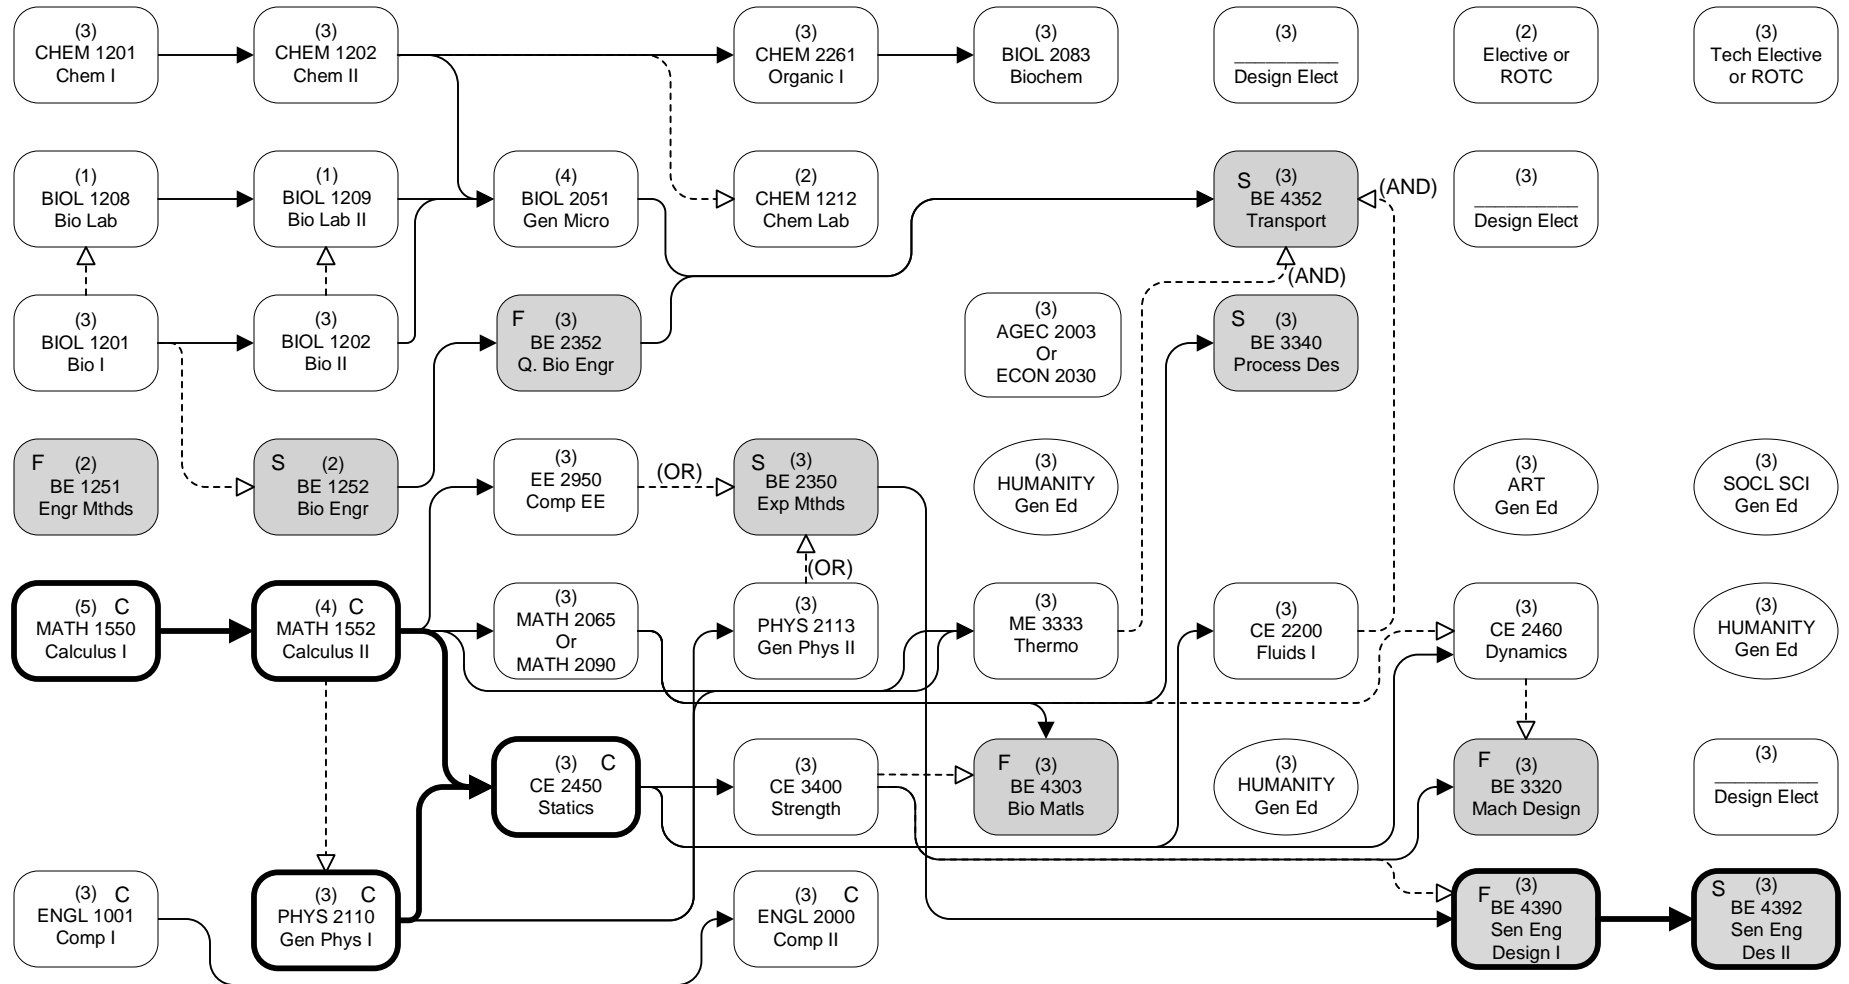 (3)
CHEM 1201
Chem I
(3)
CHEM 1202
Chem II
(3)
CHEM 2261
Organic I
(3)
BIOL 2083
Biochem
(3)
___________
Design Elect
(2)
Elective or
ROTC
(3)
Tech Elective
or ROTC
(1)
BIOL 1208
Bio Lab
(1)
BIOL 1209
Bio Lab II
(4)
BIOL 2051
Gen Micro
(2)
CHEM 1212
Chem Lab
S (3)
BE 4352
Transport
(AND)
(AND)
(3)
___________
Design Elect
(3)
BIOL 1201
Bio I
(3)
BIOL 1202
Bio II
F (3)
BE 2352
Q. Bio Engr
(3)
AGEC 2003
Or
ECON 2030
S (3)
BE 3340
Process Des
F (2)
BE 1251
Engr Mthds
S (2)
BE 1252
Bio Engr
(3)
EE 2950
Comp EE
(OR)
S (3)
BE 2350
Exp Mthds
(OR)
(3)
HUMANITY
Gen Ed
(3)
ART
Gen Ed
(3)
SOCL SCI
Gen Ed
(5) C
MATH 1550
Calculus I
(4) C
MATH 1552
Calculus II
(3)
MATH 2065
Or
MATH 2090
(3)
PHYS 2113
Gen Phys II
(3)
ME 3333
Thermo
(3)
CE 2200
Fluids I
(3)
CE 2460
Dynamics
(3)
HUMANITY
Gen Ed
(3) C
CE 2450
Statics
(3)
CE 3400
Strength
F (3)
BE 4303
Bio Matls
(3)
HUMANITY
Gen Ed
F (3)
BE 3320
Mach Design
(3)
___________
Design Elect
(3) C
ENGL 1001
Comp I
(3) C
PHYS 2110
Gen Phys I
(3) C
ENGL 2000
Comp II
F (3)
BE 4390
Sen Eng
Design I
S (3)
BE 4392
Sen Eng
Des II